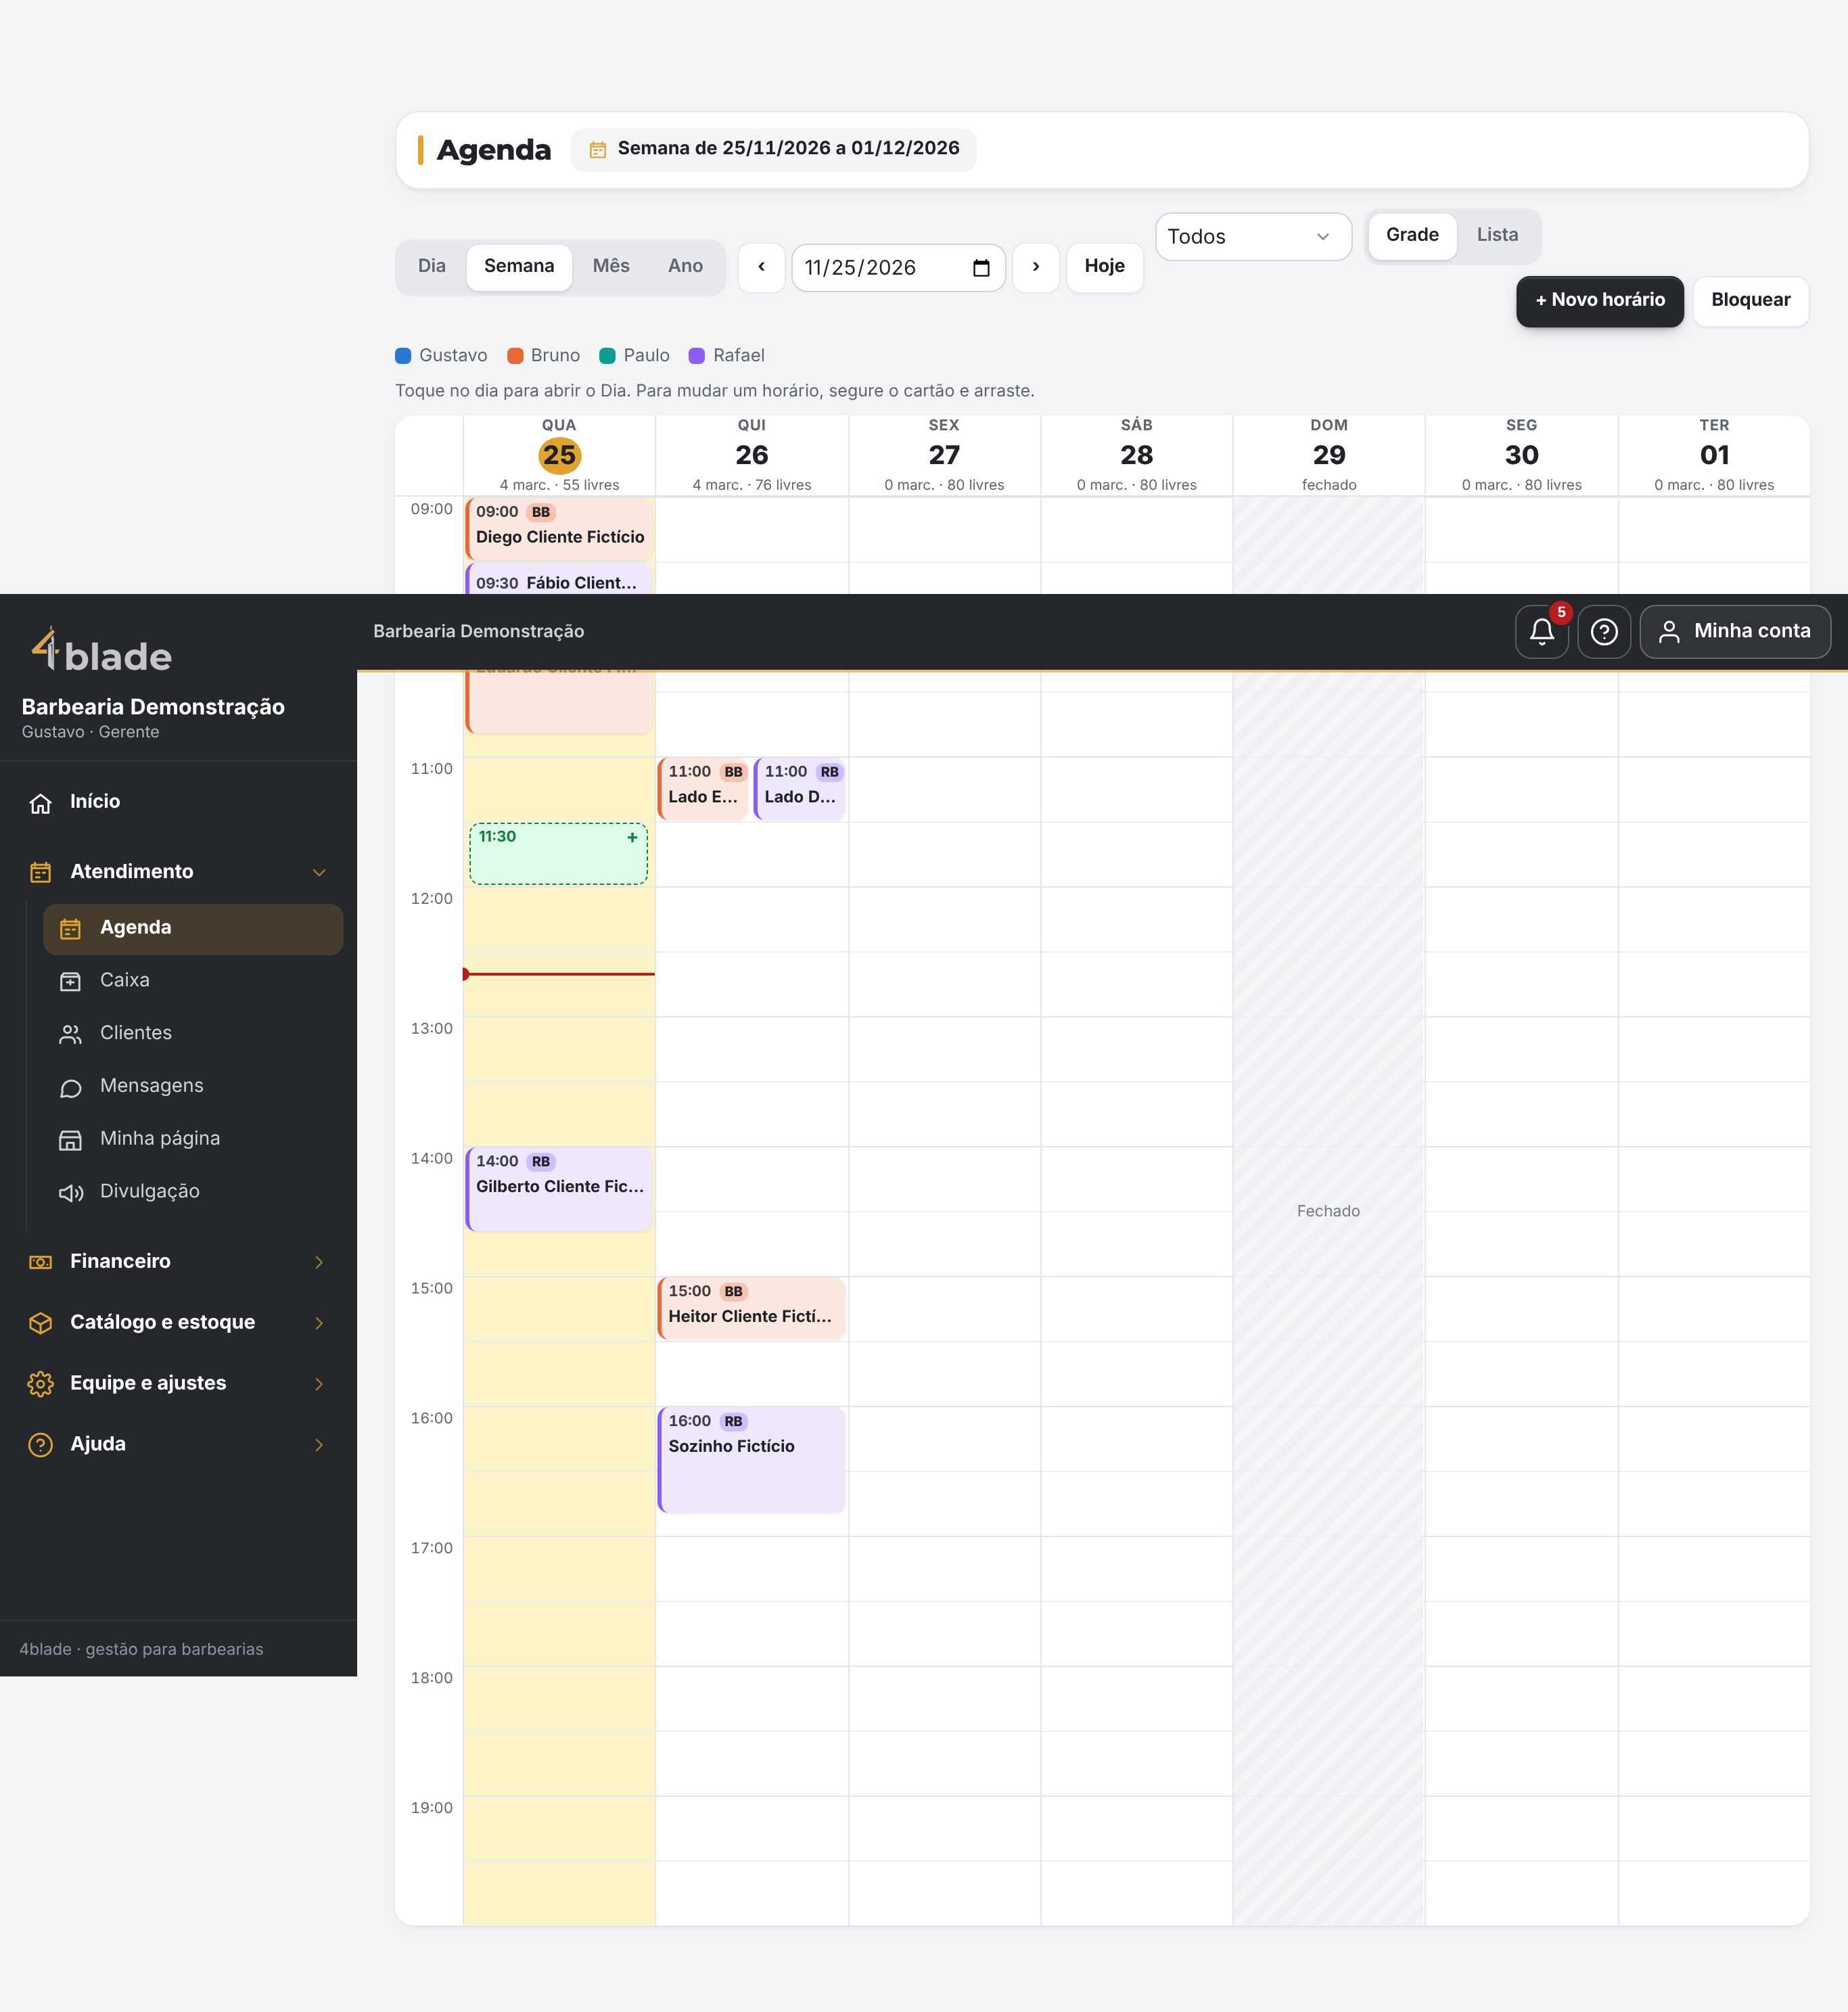 Agenda
Semana de 25/11/2026 a 01/12/2026
Dia Semana Mês Ano
‹ 11/25/2026 › Hoje
Todos
Grade Lista
+ Novo horário Bloquear
Gustavo Bruno Paulo Rafael
Toque no dia para abrir o Dia. Para mudar um horário, segure o cartão e arraste.
QUA QUI SEX SÁB DOM SEG TER
25 26 27 28 29 30 01
4 marc. · 55 livres 4 marc. · 76 livres 0 marc. · 80 livres 0 marc. · 80 livres fechado 0 marc. · 80 livres 0 marc. · 80 livres
09:00
09:00 BB
Diego Cliente Fictício
09:30 Fábio Client...
4blade
Barbearia Demonstração
Gustavo · Gerente
Barbearia Demonstração
5
Minha conta
Início
Atendimento
Agenda
Caixa
Clientes
Mensagens
Minha página
Divulgação
Financeiro
Catálogo e estoque
Equipe e ajustes
Ajuda
4blade · gestão para barbearias
11:00
11:00 BB
Lado E...
11:00 RB
Lado D...
11:30 +
12:00
13:00
14:00
14:00 RB
Gilberto Cliente Fic...
Fechado
15:00
15:00 BB
Heitor Cliente Fictí...
16:00
16:00 RB
Sozinho Fictício
17:00
18:00
19:00